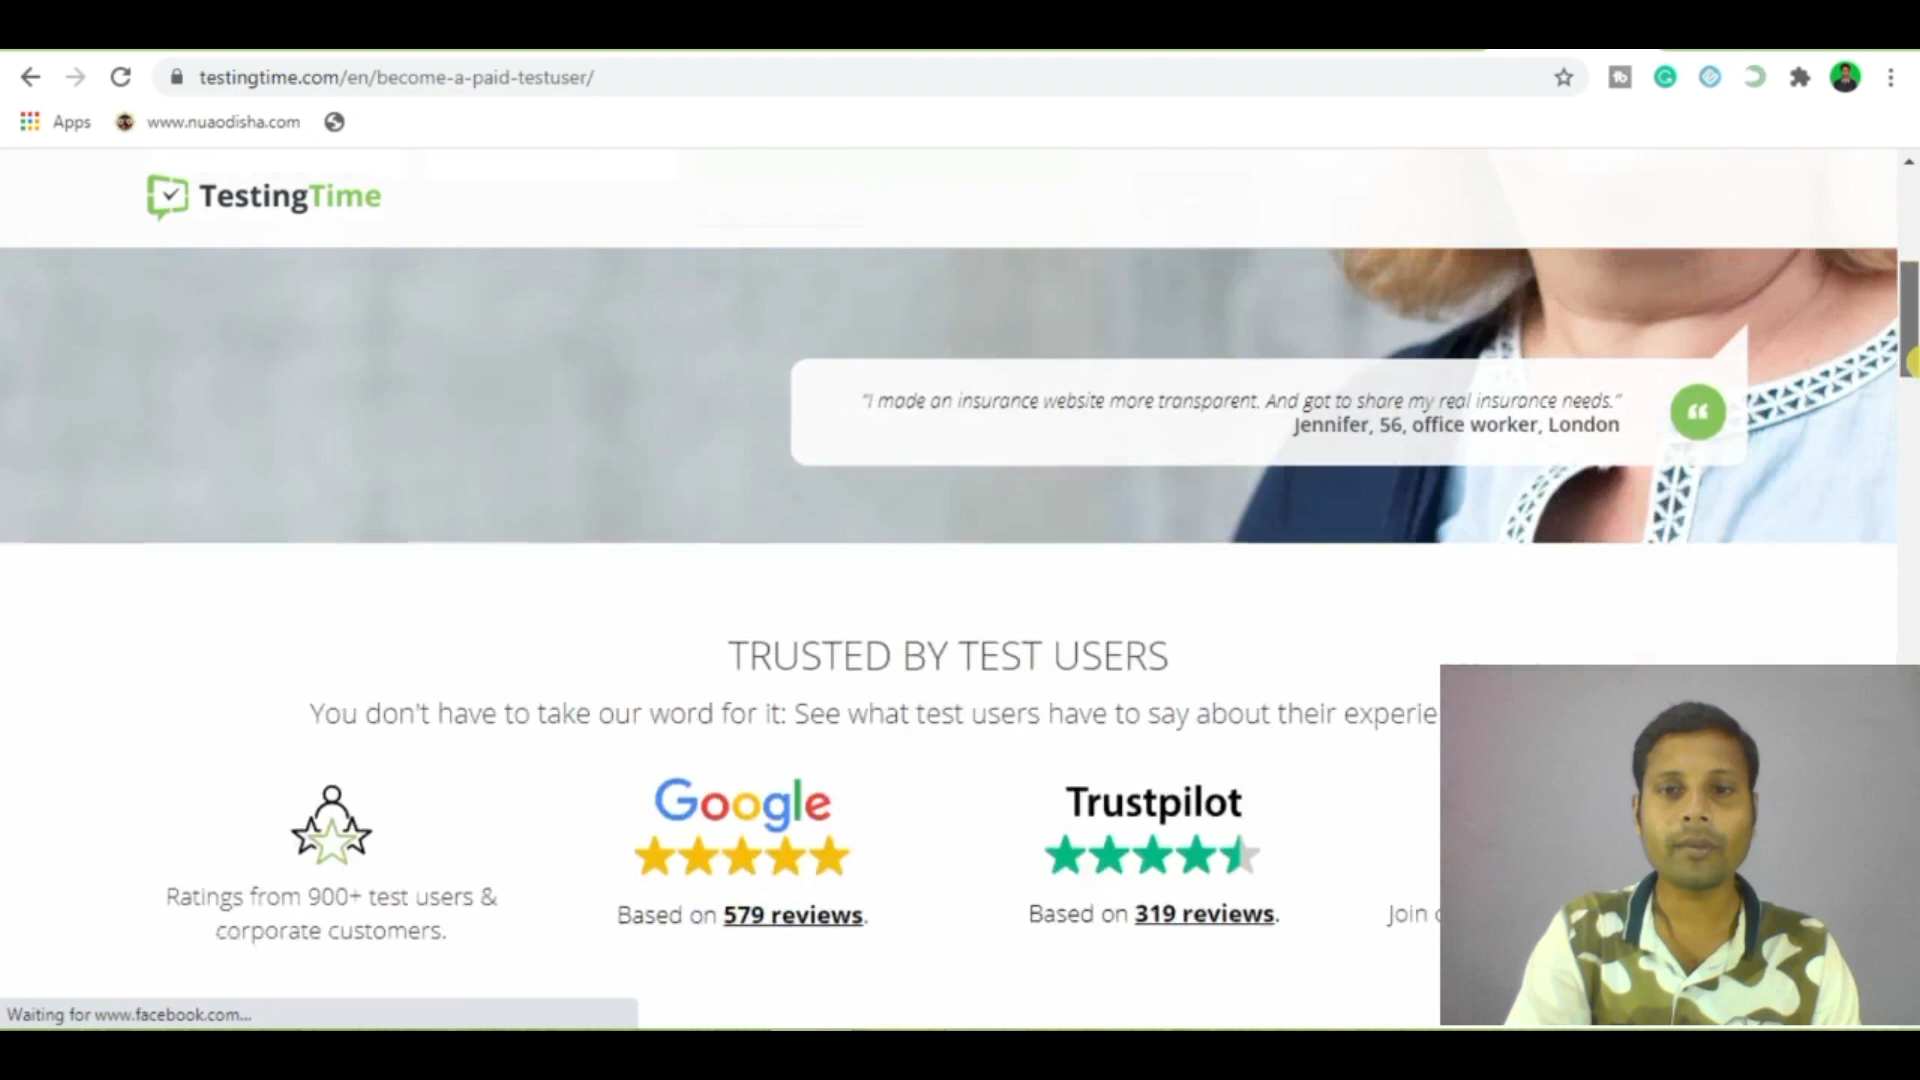 testingtime.com/en/become-a-paid-testuser/
Apps
www.nuaodisha.com
TestingTime
"I made an insurance website more transparent. And got to share my real insurance needs."
Jennifer, 56, office worker, London
TRUSTED BY TEST USERS
You don't have to take our word for it: See what test users have to say about their experie
Google
Trustpilot
Ratings from 900+ test users &
corporate customers.
Based on 579 reviews.
Based on 319 reviews.
Join
Waiting for www.facebook.com...